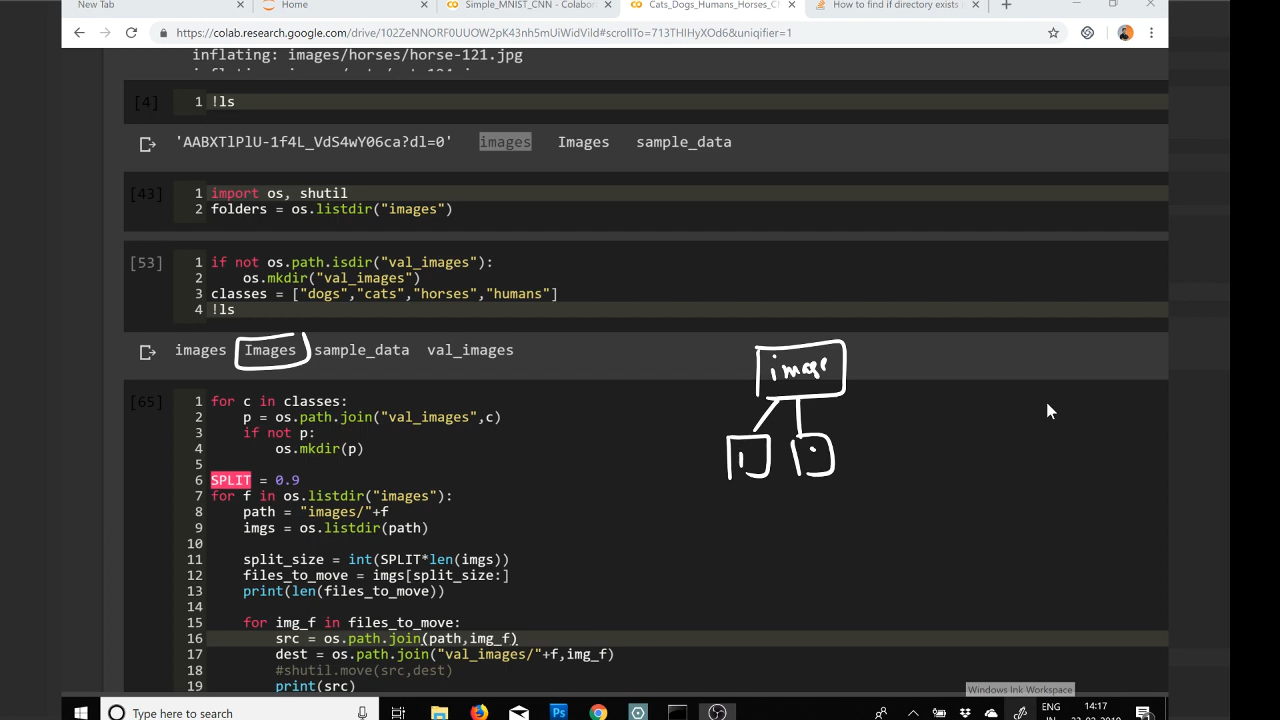 New Tab
Home
Simple_MNIST_CNN - Colabor
Cats_Dogs_Humans_Horses_C
How to find if directory exists
https://colab.research.google.com/drive/102ZeNNORF0UUOW2pK43nh5mUiWidVild#scrollTo=713THIHyXOd6&uniqifier=1
inflating: images/horses/horse-121.jpg
[4] 1 !ls
'AABXTlPlU-1f4L_VdS4wY06ca?dl=0' images Images sample_data
[43] 1 import os, shutil
2 folders = os.listdir("images")
[53] 1 if not os.path.isdir("val_images"):
2 os.mkdir("val_images")
3 classes = ["dogs","cats","horses","humans"]
4 !ls
images Images sample_data val_images
image
[65] 1 for c in classes:
2 p = os.path.join("val_images",c)
3 if not p:
4 os.mkdir(p)
5
6 SPLIT = 0.9
7 for f in os.listdir("images"):
8 path = "images/"+f
9 imgs = os.listdir(path)
10
11 split_size = int(SPLIT*len(imgs))
12 files_to_move = imgs[split_size:]
13 print(len(files_to_move))
14
15 for img_f in files_to_move:
16 src = os.path.join(path,img_f)
17 dest = os.path.join("val_images/"+f,img_f)
18 #shutil.move(src,dest)
19 print(src)
Windows Ink Workspace
Type here to search
ENG
IN
14:17